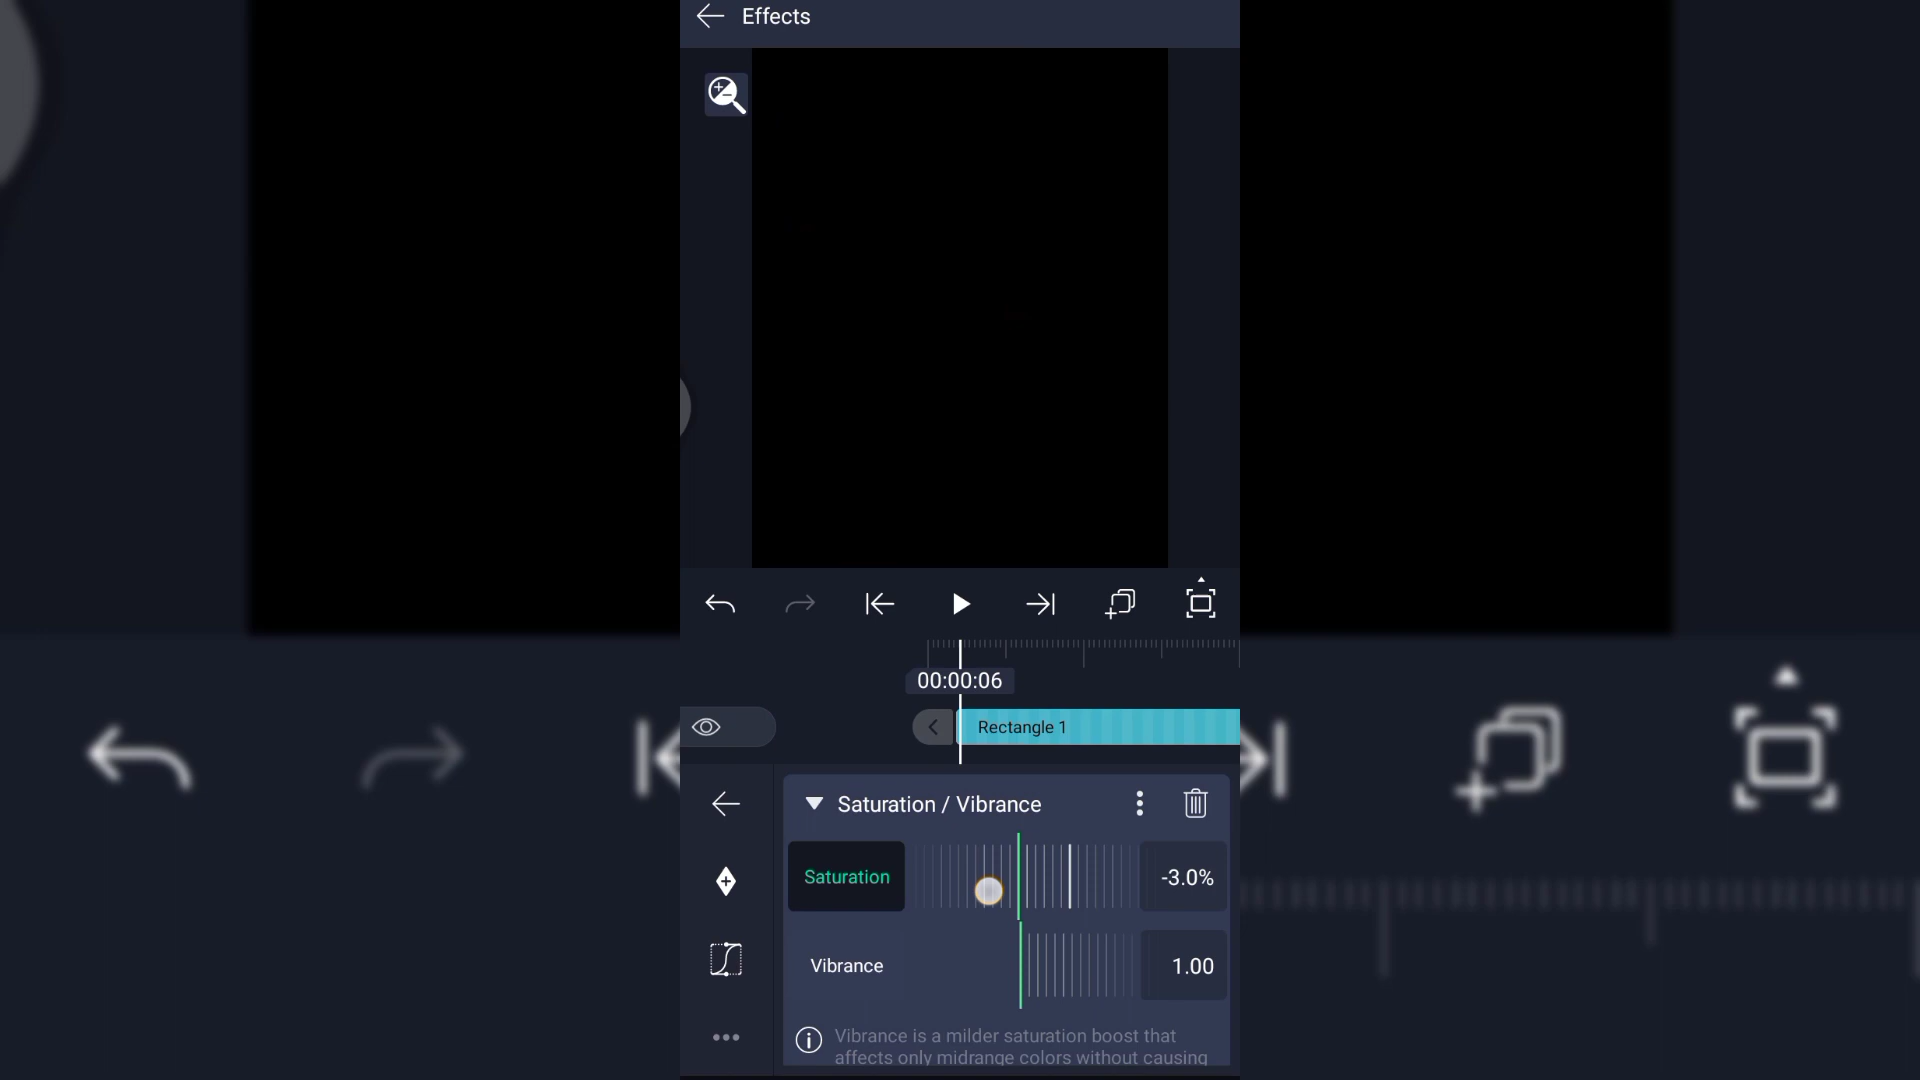 Effects
00:00:06
Rectangle 1
Saturation / Vibrance
Saturation
-3.0%
Vibrance
1.00
Vibrance is a milder saturation boost that
affects only midrange colors without causing